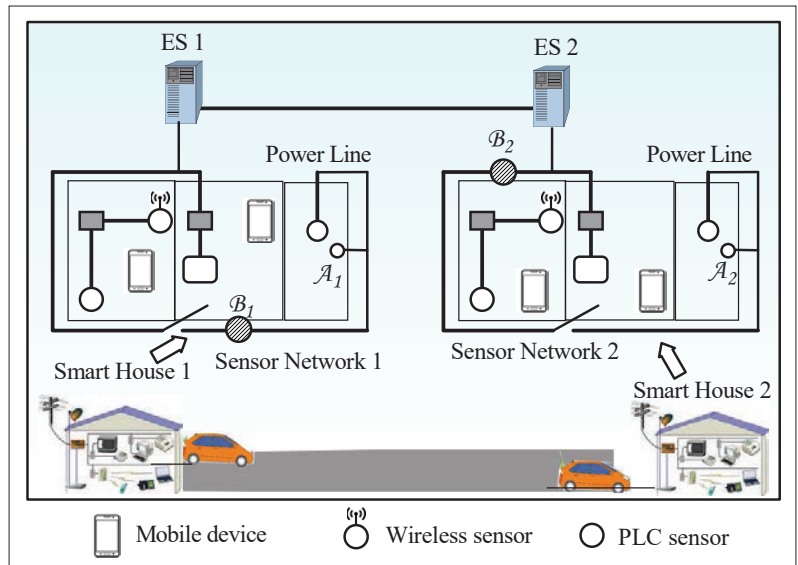 ES 1
ES 2
B2
Power Line
Power Line
A1
A2
B1
Sensor Network 1
Sensor Network 2
Smart House 1
Smart House 2
Mobile device
Wireless sensor
PLC sensor